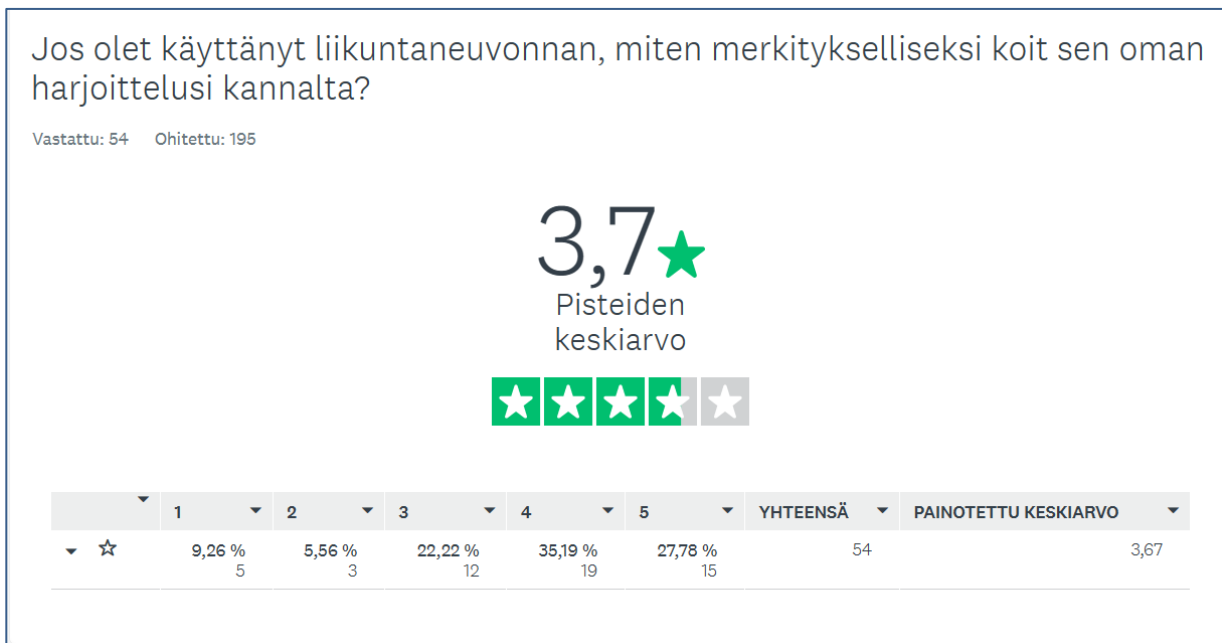 Jos olet käyttänyt liikuntaneuvonnan, miten merkitykselliseksi koit sen oman
harjoittelusi kannalta?
Vastattu: 54 Ohitettu: 195
3,7
Pisteiden
keskiarvo
1 2 3 4 5 YHTEENSÄ PAINOTETTU KESKIARVO
9,26 % 5,56 % 22,22 % 35,19 % 27,78 % 54 3,67
5 3 12 19 15